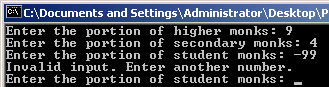 C:\Documents and Settings\Administrator\Desktop\P
Enter the portion of higher monks: 9
Enter the portion of secondary monks: 4
Enter the portion of student monks: -99
Invalid input. Enter another number.
Enter the portion of student monks: